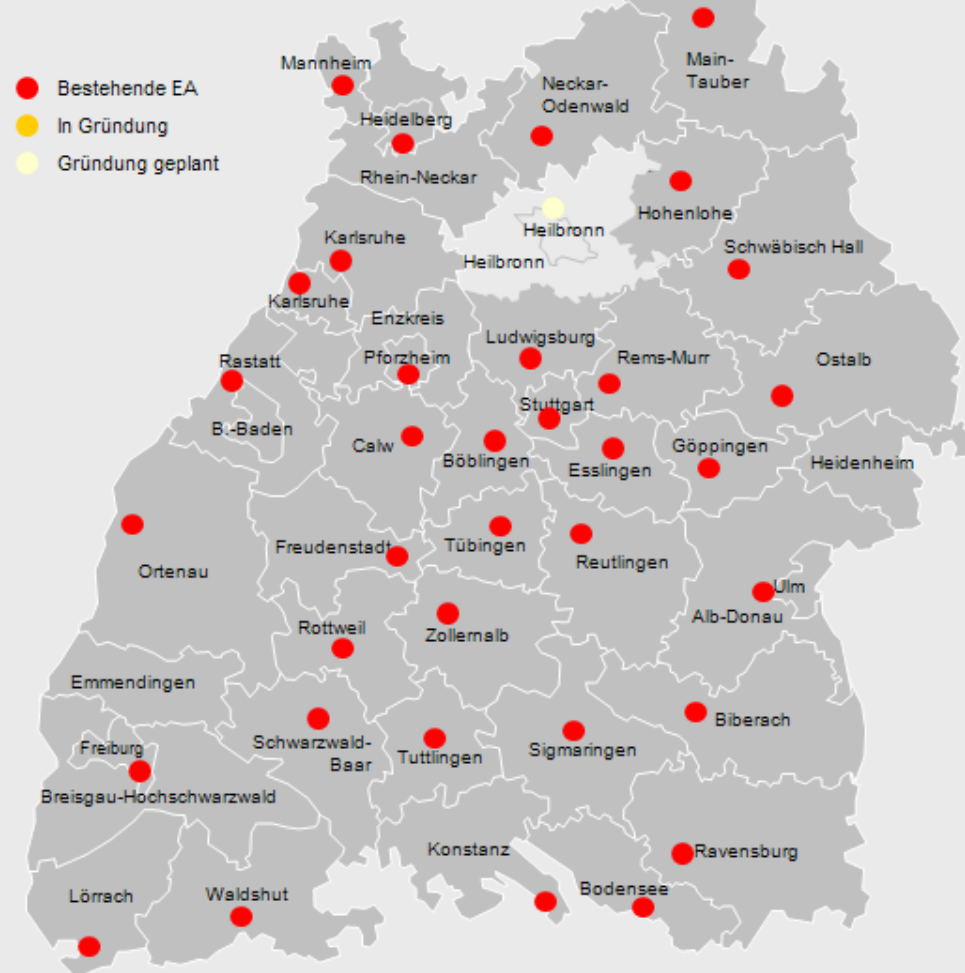 Mannheim
Main-
Tauber
Neckar-
Odenwald
Bestehende EA
In Gründung
Gründung geplant
Heidelberg
Rhein-Neckar
Hohenlohe
Heilbronn
Karlsruhe
Schwäbisch Hall
Heilbronn
Karlsruhe
Enzkreis
Ludwigsburg
Rems-Murr
Pforzheim
Ostalb
Rastatt
Stuttgart
B.-Baden
Calw
Göppingen
Böblingen
Esslingen
Heidenheim
Freudenstadt
Tübingen
Reutlingen
Ortenau
Ulm
Alb-Donau
Rottweil
Zollernalb
Emmendingen
Biberach
Freiburg
Schwarzwald-
Baar
Tuttlingen
Sigmaringen
Breisgau-Hochschwarzwald
Konstanz
Ravensburg
Bodensee
Lörrach
Waldshut